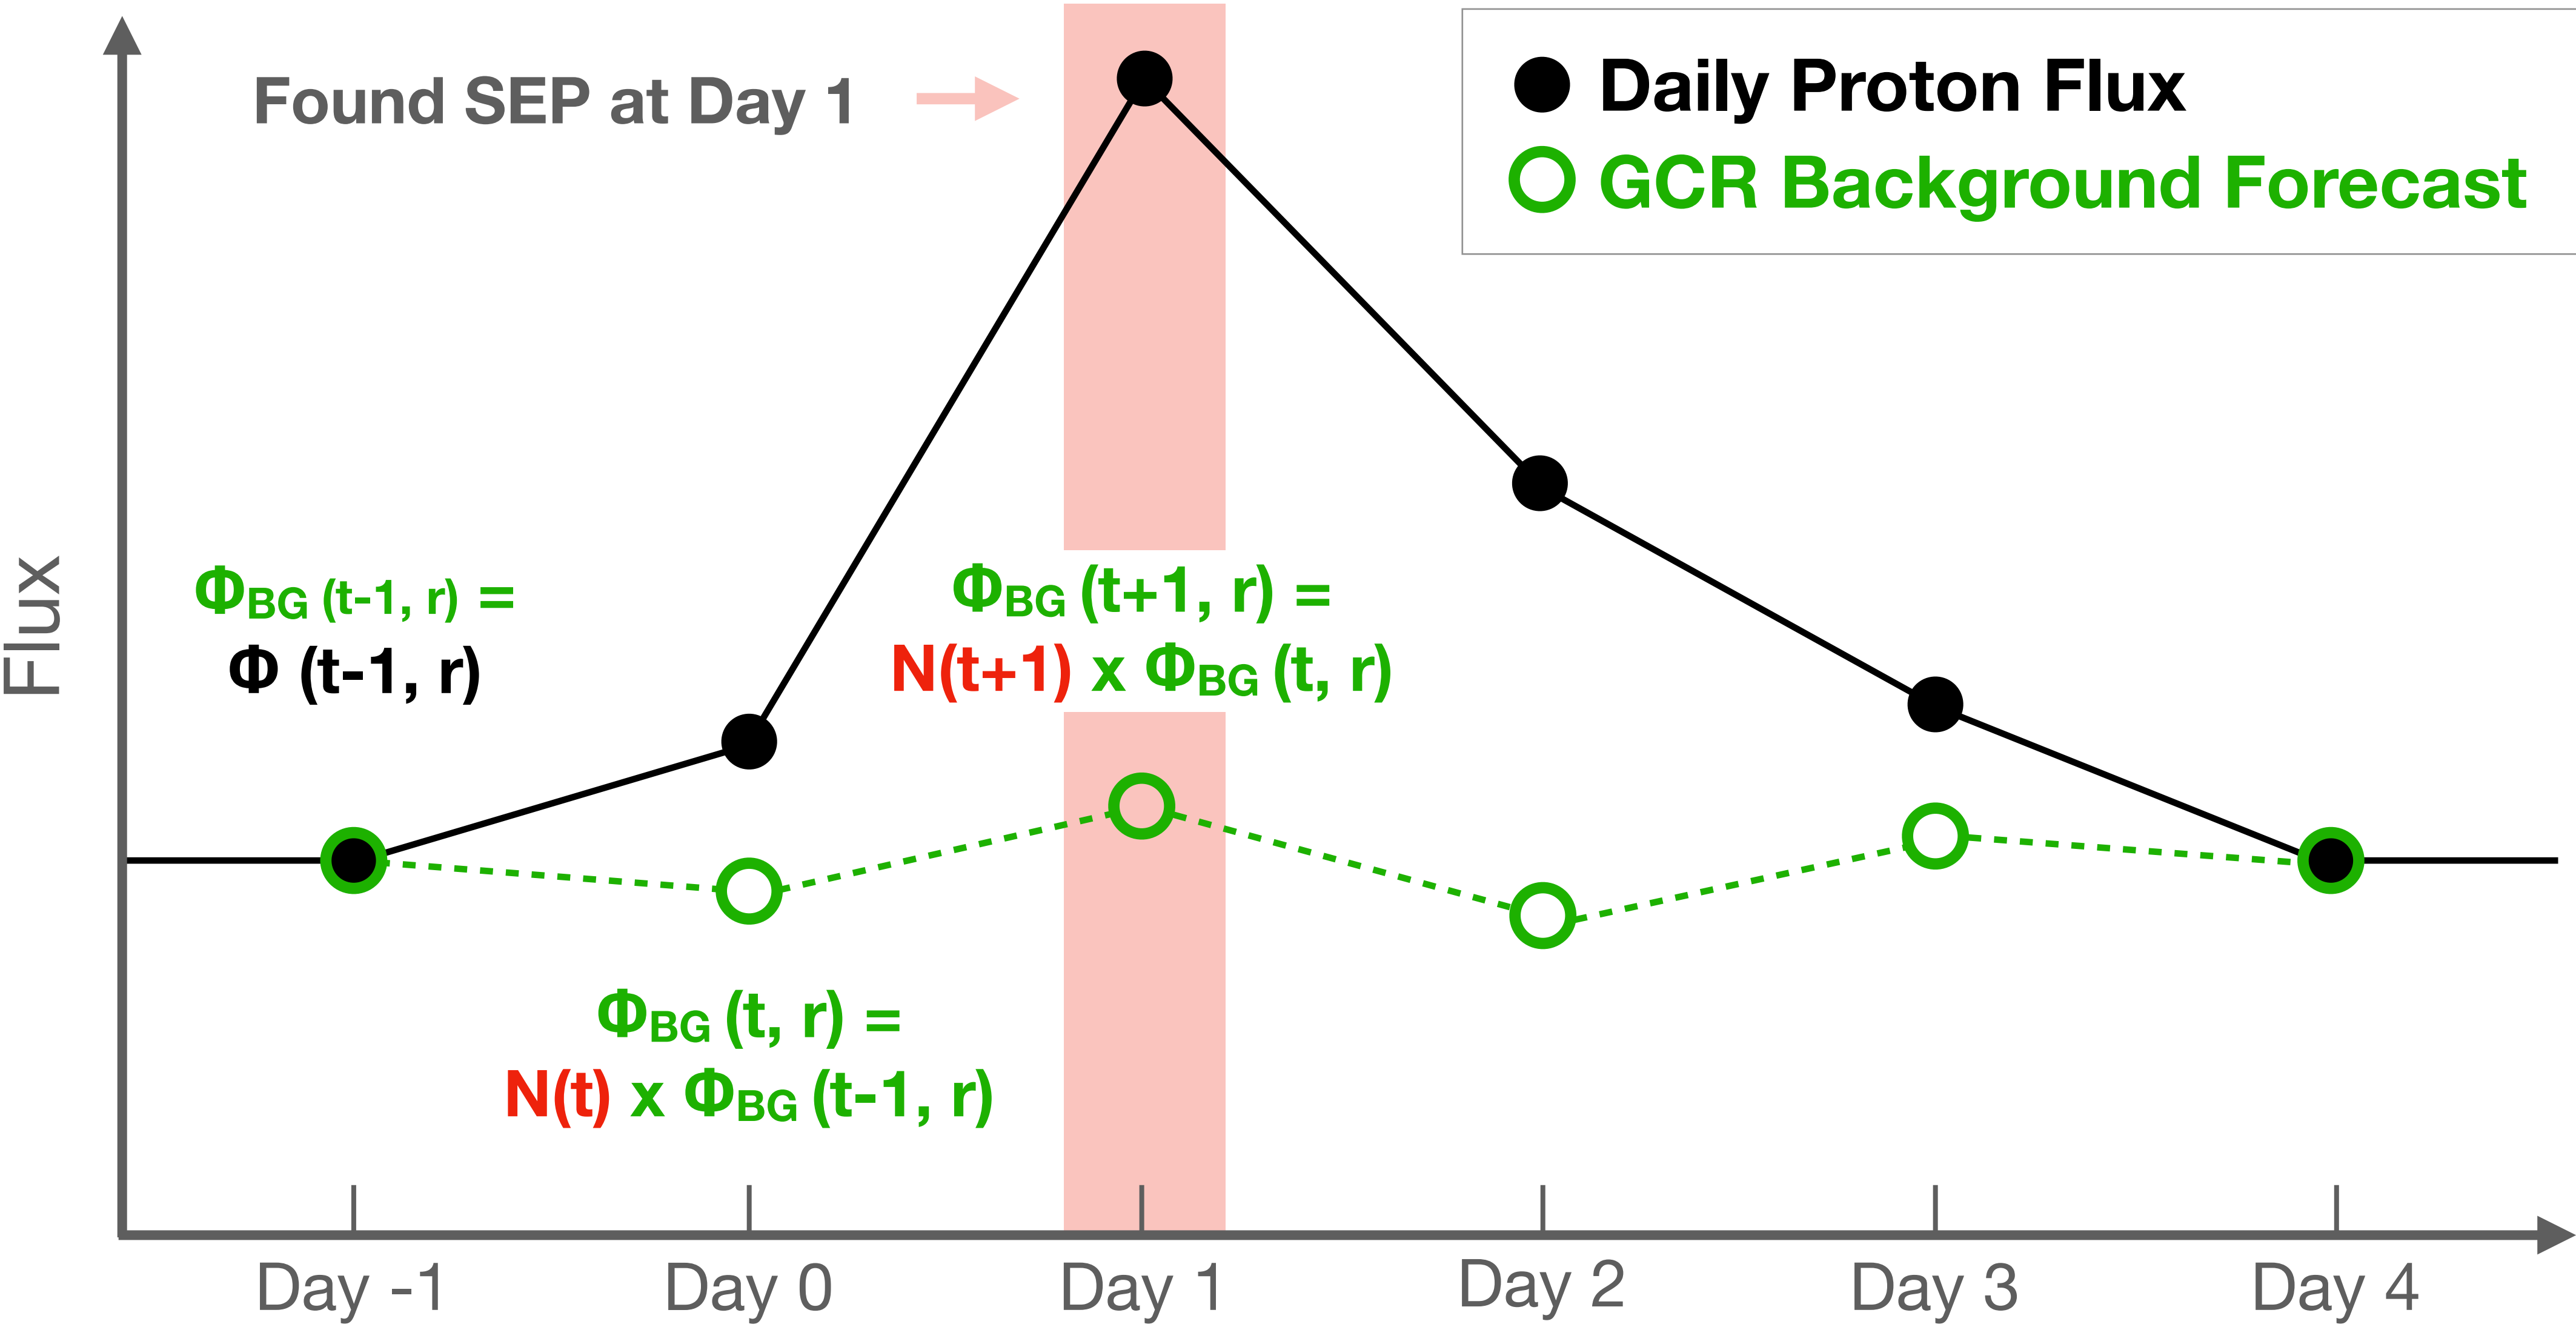 Found SEP at Day 1
Daily Proton Flux
GCR Background Forecast
Flux
ΦBG (t-1, r) =
Φ (t-1, r)
ΦBG (t+1, r) =
N(t+1) x ΦBG (t, r)
ΦBG (t, r) =
N(t) x ΦBG (t-1, r)
Day -1
Day 0
Day 1
Day 2
Day 3
Day 4